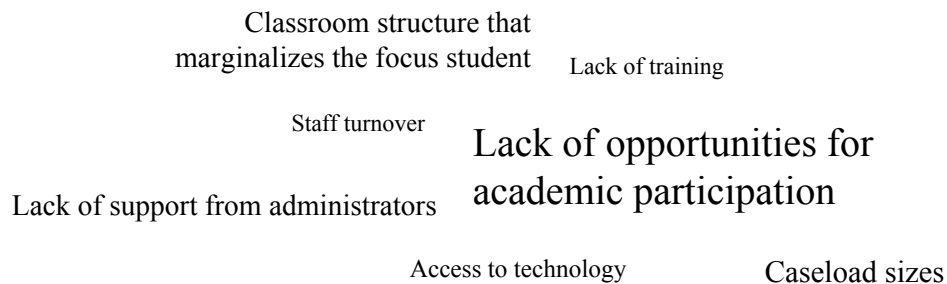 Classroom structure that
marginalizes the focus student
Lack of training
Staff turnover
Lack of opportunities for
academic participation
Lack of support from administrators
Access to technology
Caseload sizes